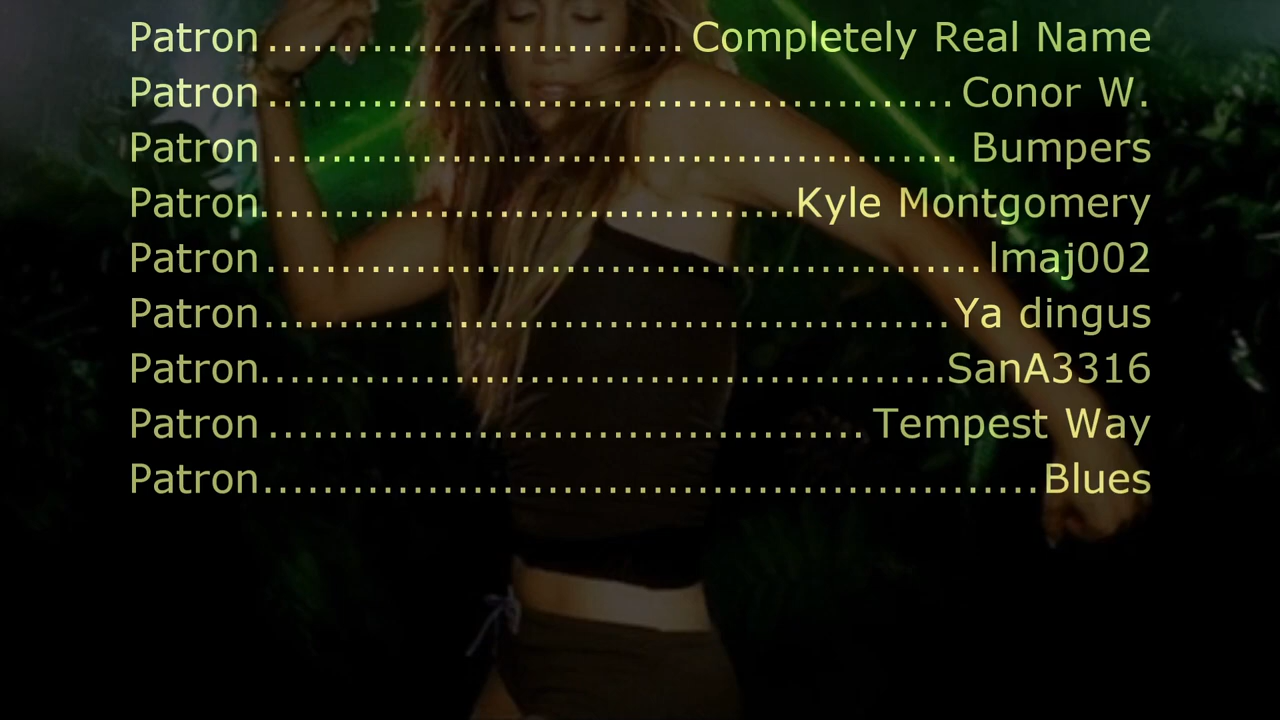 Patron ............................ Completely Real Name
Patron .............................................. Conor W.
Patron .............................................. Bumpers
Patron....................................Kyle Montgomery
Patron ................................................ lmaj002
Patron..............................................Ya dingus
Patron..............................................SanA3316
Patron ........................................ Tempest Way
Patron....................................................Blues